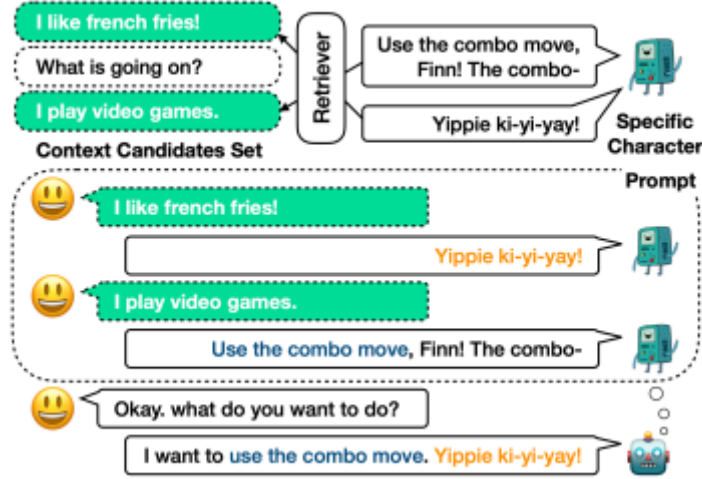 I like french fries!
What is going on?
I play video games.
Context Candidates Set
Retriever
Use the combo move,
Finn! The combo-
Yippie ki-yi-yay!
Specific
Character
Prompt
I like french fries!
Yippie ki-yi-yay!
I play video games.
Use the combo move, Finn! The combo-
Okay. what do you want to do?
I want to use the combo move. Yippie ki-yi-yay!